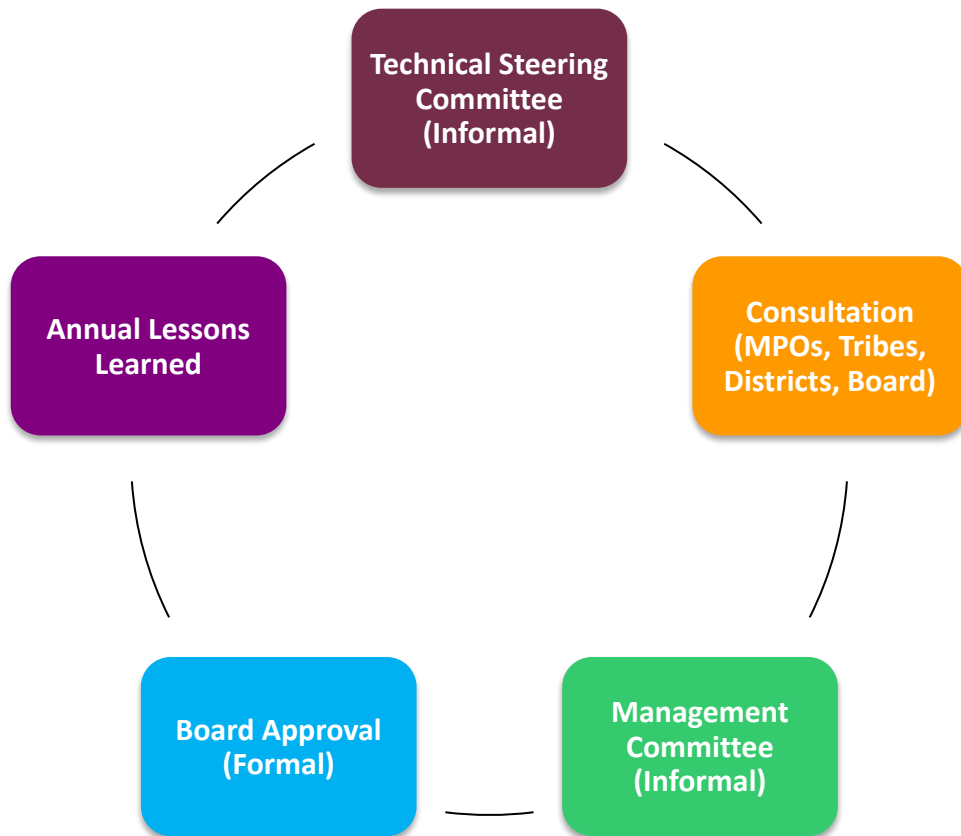 Technical Steering
Committee
(Informal)
Consultation
(MPOs, Tribes,
Districts, Board)
Management
Committee
(Informal)
Board Approval
(Formal)
Annual Lessons
Learned